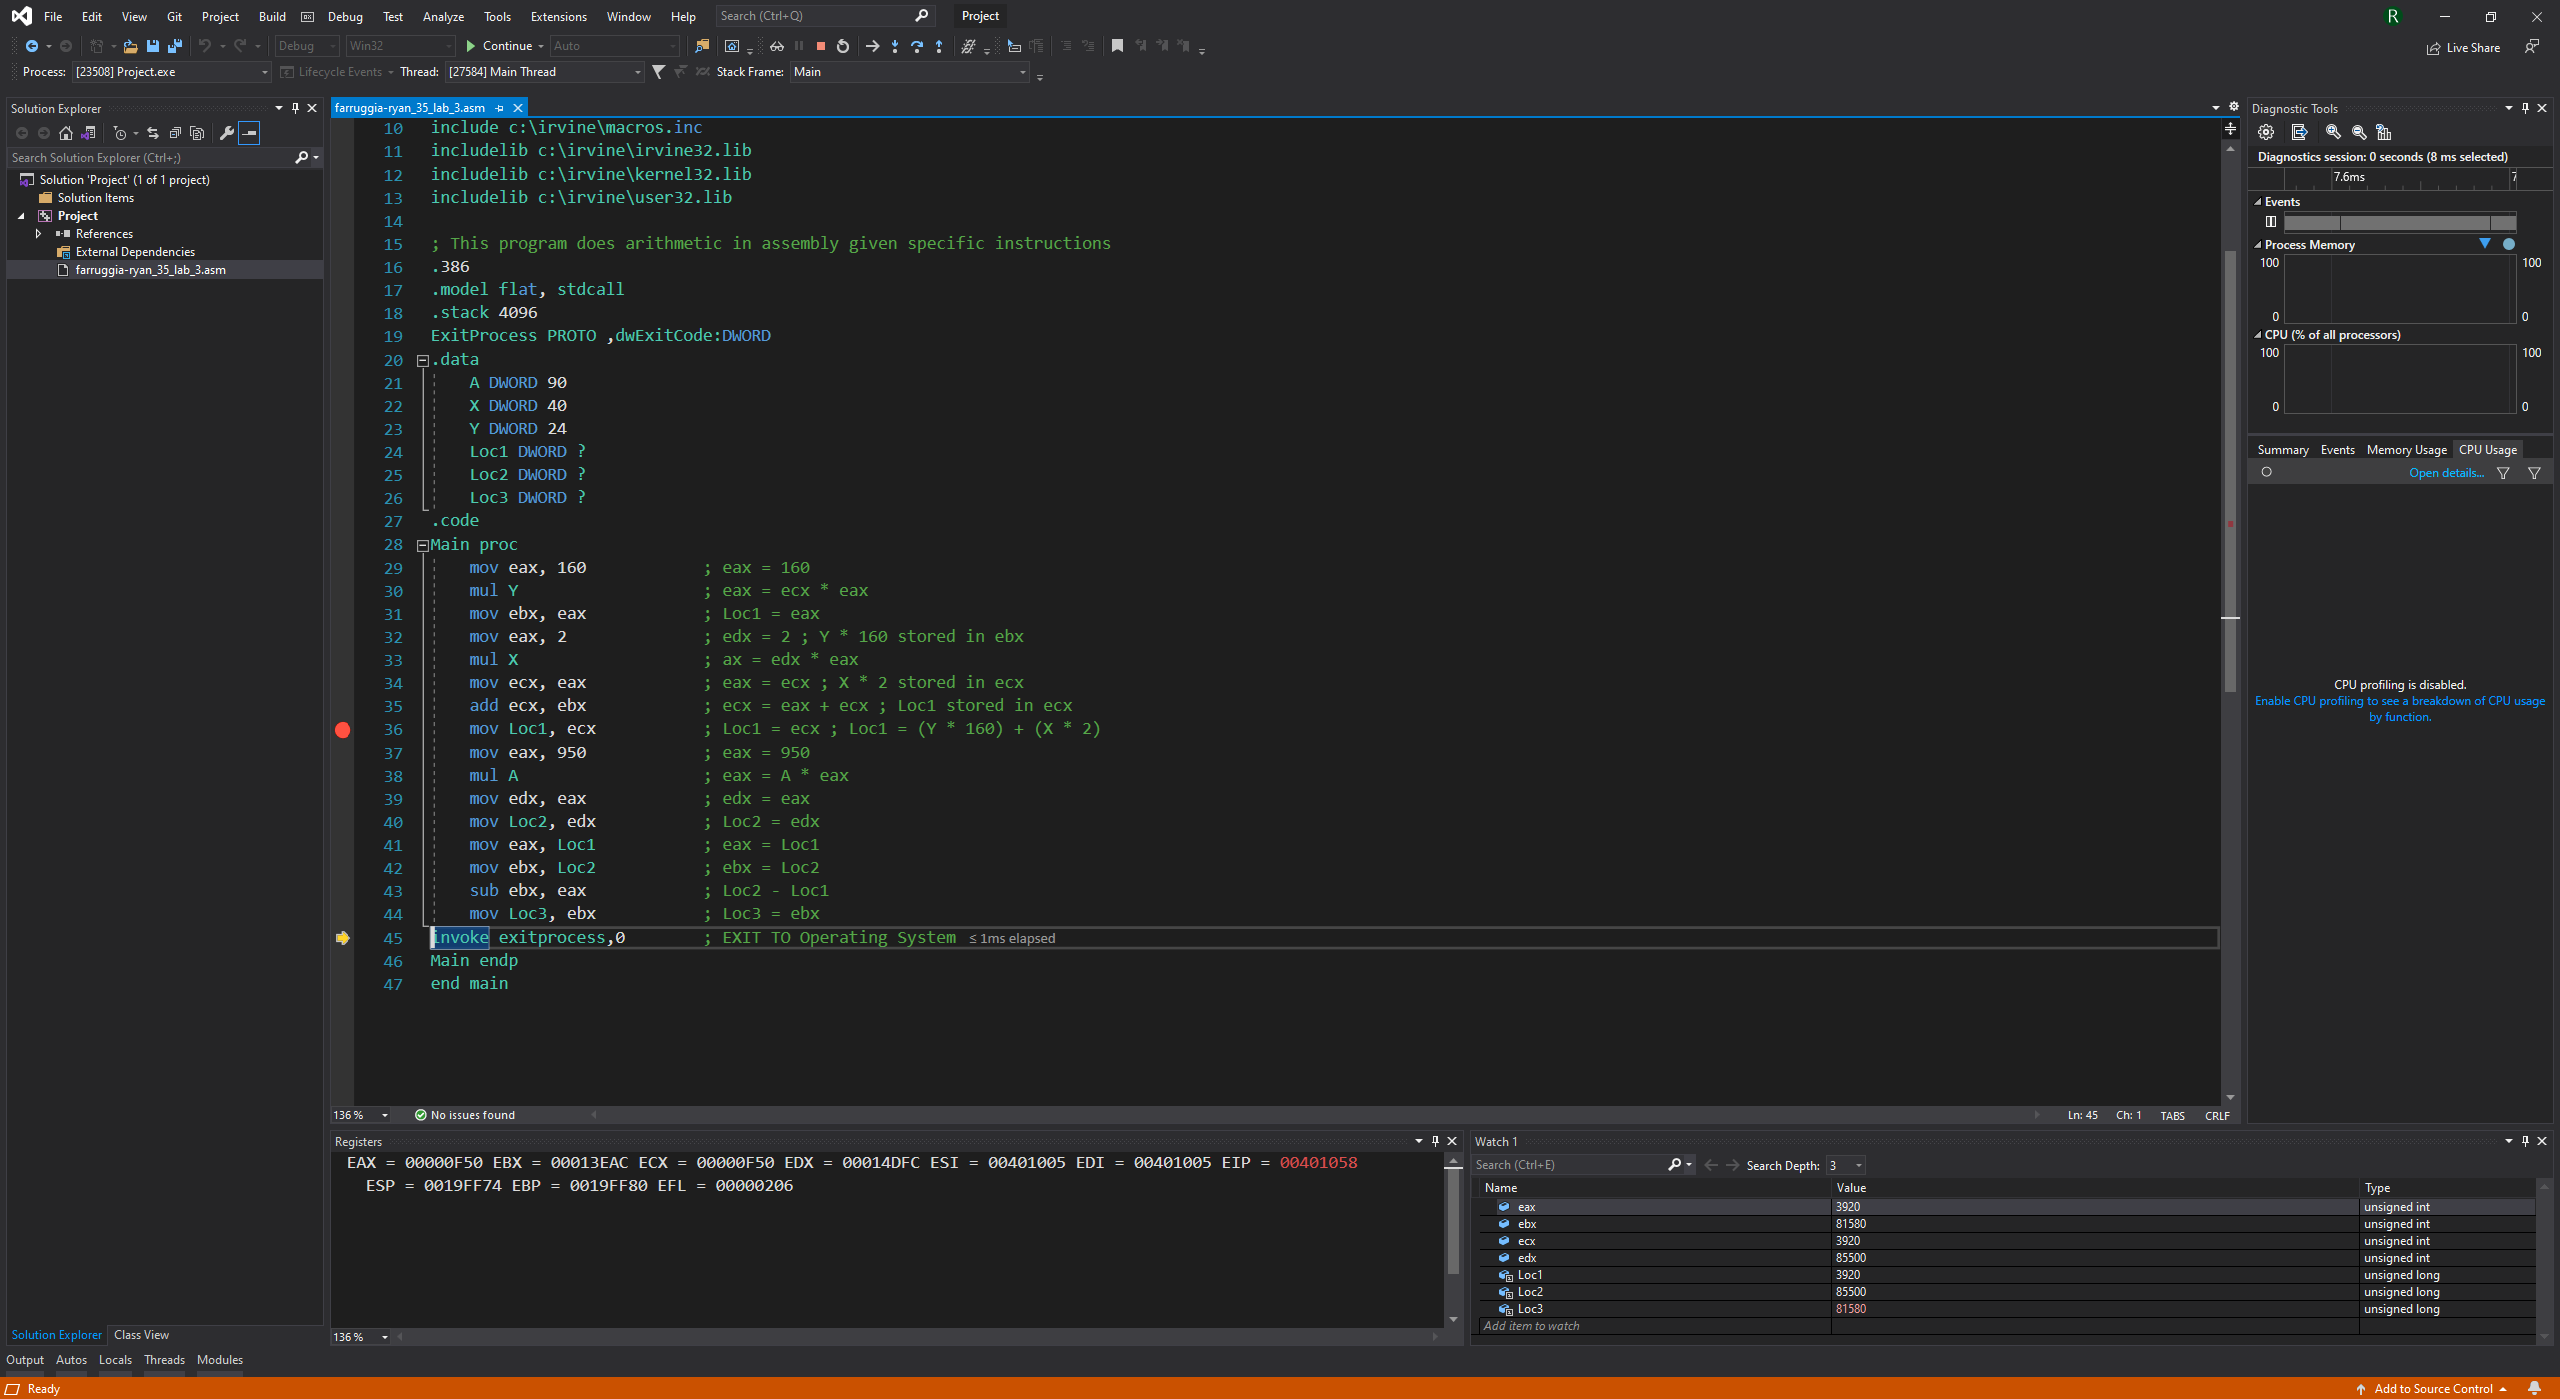 File Edit View Git Project Build Debug Test Analyze Tools Extensions Window Help Search (Ctrl+Q) Project R
Debug Win32 Continue Auto Live Share
Process: [23508] Project.exe Lifecycle Events Thread: [27584] Main Thread Stack Frame: Main
Solution Explorer
Search Solution Explorer (Ctrl+;)
Solution 'Project' (1 of 1 project)
Solution Items
Project
References
External Dependencies
farruggia-ryan_35_lab_3.asm
Solution Explorer Class View
farruggia-ryan_35_lab_3.asm
10 include c:\irvine\macros.inc
11 includelib c:\irvine\irvine32.lib
12 includelib c:\irvine\kernel32.lib
13 includelib c:\irvine\user32.lib
14
15 ; This program does arithmetic in assembly given specific instructions
16 .386
17 .model flat, stdcall
18 .stack 4096
19 ExitProcess PROTO ,dwExitCode:DWORD
20 .data
21 A DWORD 90
22 X DWORD 40
23 Y DWORD 24
24 Loc1 DWORD ?
25 Loc2 DWORD ?
26 Loc3 DWORD ?
27 .code
28 Main proc
29 mov eax, 160 ; eax = 160
30 mul Y ; eax = ecx * eax
31 mov ebx, eax ; Loc1 = eax
32 mov eax, 2 ; edx = 2 ; Y * 160 stored in ebx
33 mul X ; ax = edx * eax
34 mov ecx, eax ; eax = ecx ; X * 2 stored in ecx
35 add ecx, ebx ; ecx = eax + ecx ; Loc1 stored in ecx
36 mov Loc1, ecx ; Loc1 = ecx ; Loc1 = (Y * 160) + (X * 2)
37 mov eax, 950 ; eax = 950
38 mul A ; eax = A * eax
39 mov edx, eax ; edx = eax
40 mov Loc2, edx ; Loc2 = edx
41 mov eax, Loc1 ; eax = Loc1
42 mov ebx, Loc2 ; ebx = Loc2
43 sub ebx, eax ; Loc2 - Loc1
44 mov Loc3, ebx ; Loc3 = ebx
45 invoke exitprocess,0 ; EXIT TO Operating System ≤ 1ms elapsed
46 Main endp
47 end main
136 % No issues found Ln: 45 Ch: 1 TABS CRLF
Diagnostic Tools
Diagnostics session: 0 seconds (8 ms selected)
7.6ms 7
Events
Process Memory
100 100
0 0
CPU (% of all processors)
100 100
0 0
Summary Events Memory Usage CPU Usage
Open details...
CPU profiling is disabled.
Enable CPU profiling to see a breakdown of CPU usage
by function.
Registers
EAX = 00000F50 EBX = 00013EAC ECX = 00000F50 EDX = 00014DFC ESI = 00401005 EDI = 00401005 EIP = 00401058
ESP = 0019FF74 EBP = 0019FF80 EFL = 00000206
136 %
Watch 1
Search (Ctrl+E) Search Depth: 3
Name Value Type
eax 3920 unsigned int
ebx 81580 unsigned int
ecx 3920 unsigned int
edx 85500 unsigned int
Loc1 3920 unsigned long
Loc2 85500 unsigned long
Loc3 81580 unsigned long
Add item to watch
Output Autos Locals Threads Modules
Ready Add to Source Control